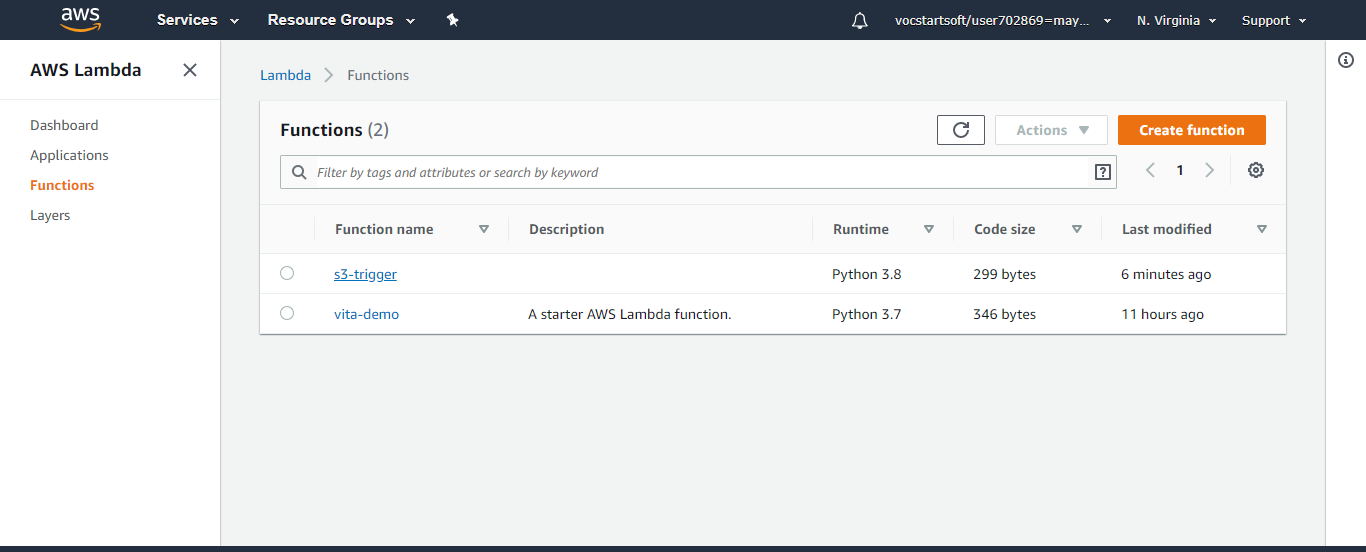 aws Services Resource Groups vocstartsoft/user702869=may... N. Virginia Support
AWS Lambda
Dashboard
Applications
Functions
Layers
Lambda > Functions
Functions (2) Actions Create function
Filter by tags and attributes or search by keyword ? 1
Function name Description Runtime Code size Last modified
s3-trigger Python 3.8 299 bytes 6 minutes ago
vita-demo A starter AWS Lambda function. Python 3.7 346 bytes 11 hours ago